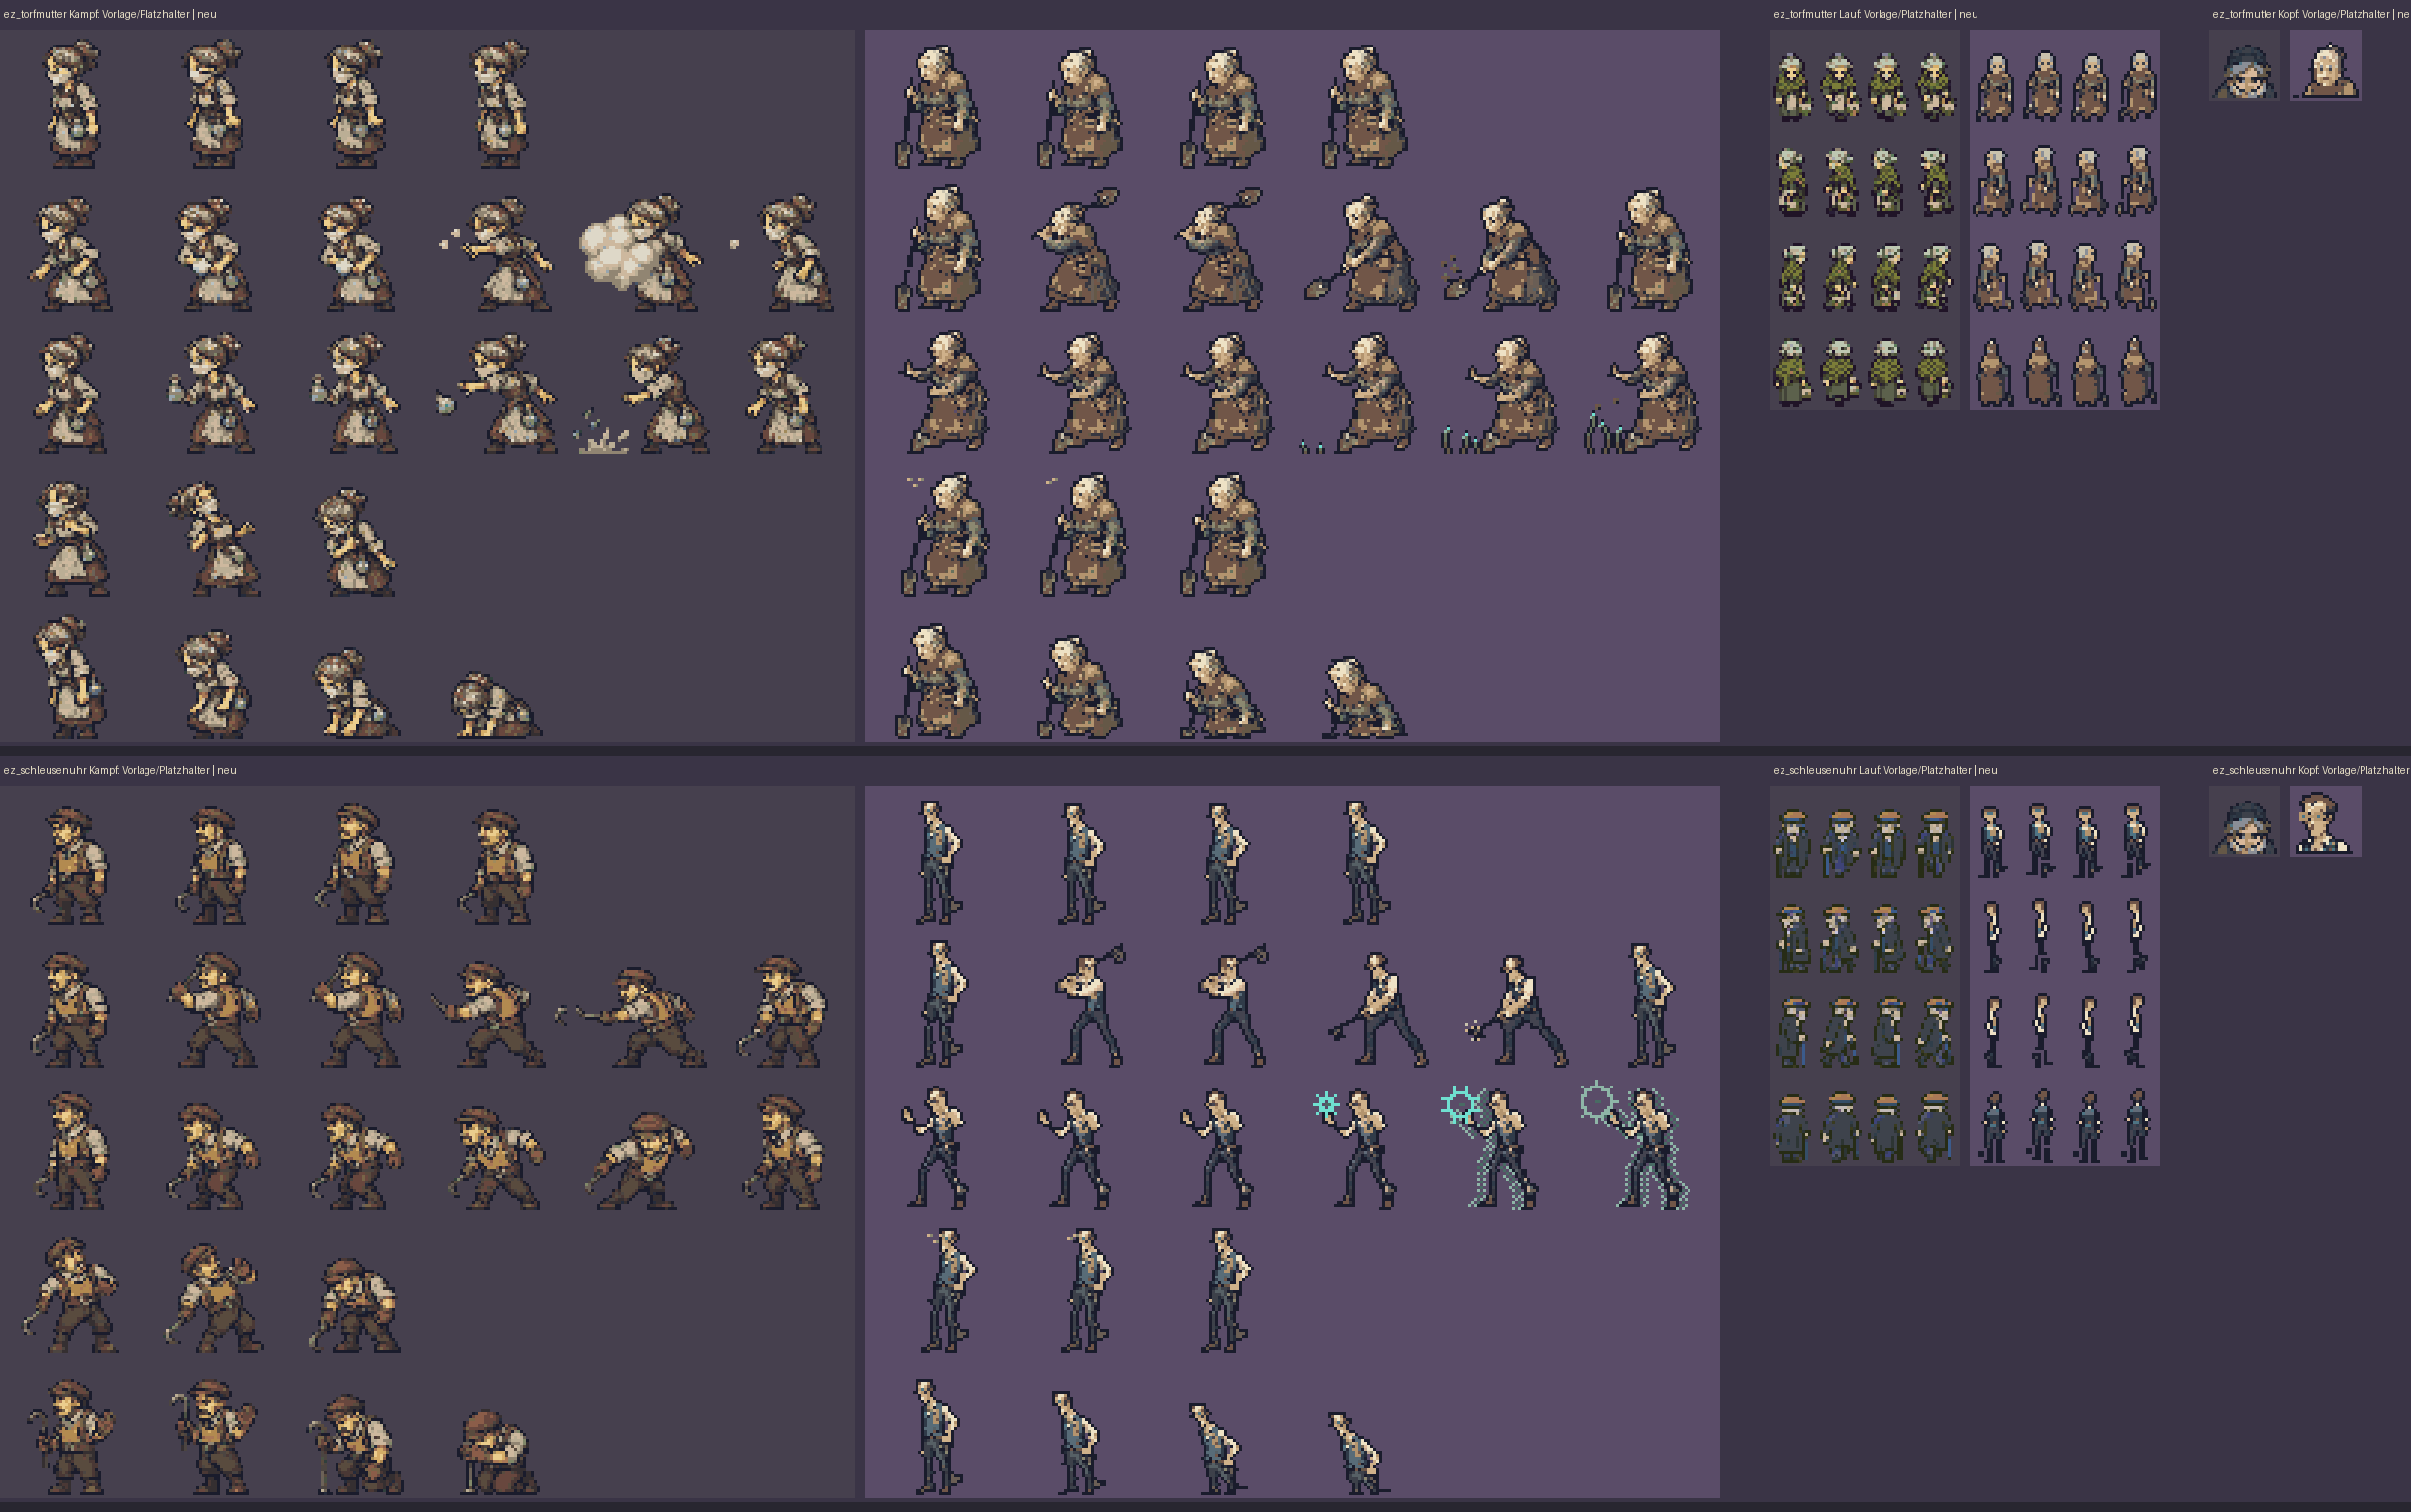 ez_torfmutter Kampf: Vorlage/Platzhalter | neu
ez_torfmutter Lauf: Vorlage/Platzhalter | neu
ez_torfmutter Kopf: Vorlage/Platzhalter | ne
ez_schleusenuhr Kampf: Vorlage/Platzhalter | neu
ez_schleusenuhr Lauf: Vorlage/Platzhalter | neu
ez_schleusenuhr Kopf: Vorlage/Platzhalter